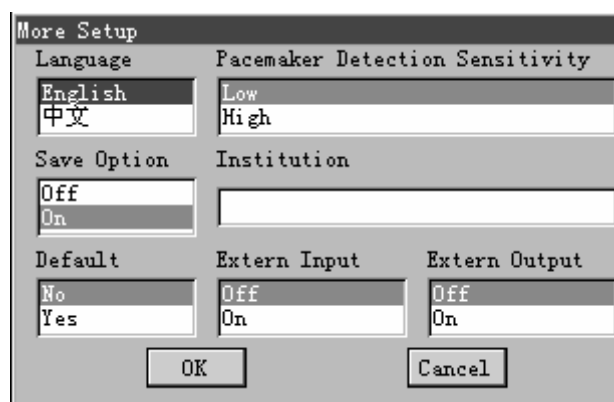 More Setup
Language Pacemaker Detection Sensitivity
English Low
中文 High
Save Option Institution
Off
On
Default Extern Input Extern Output
No Off Off
Yes On On
OK Cancel